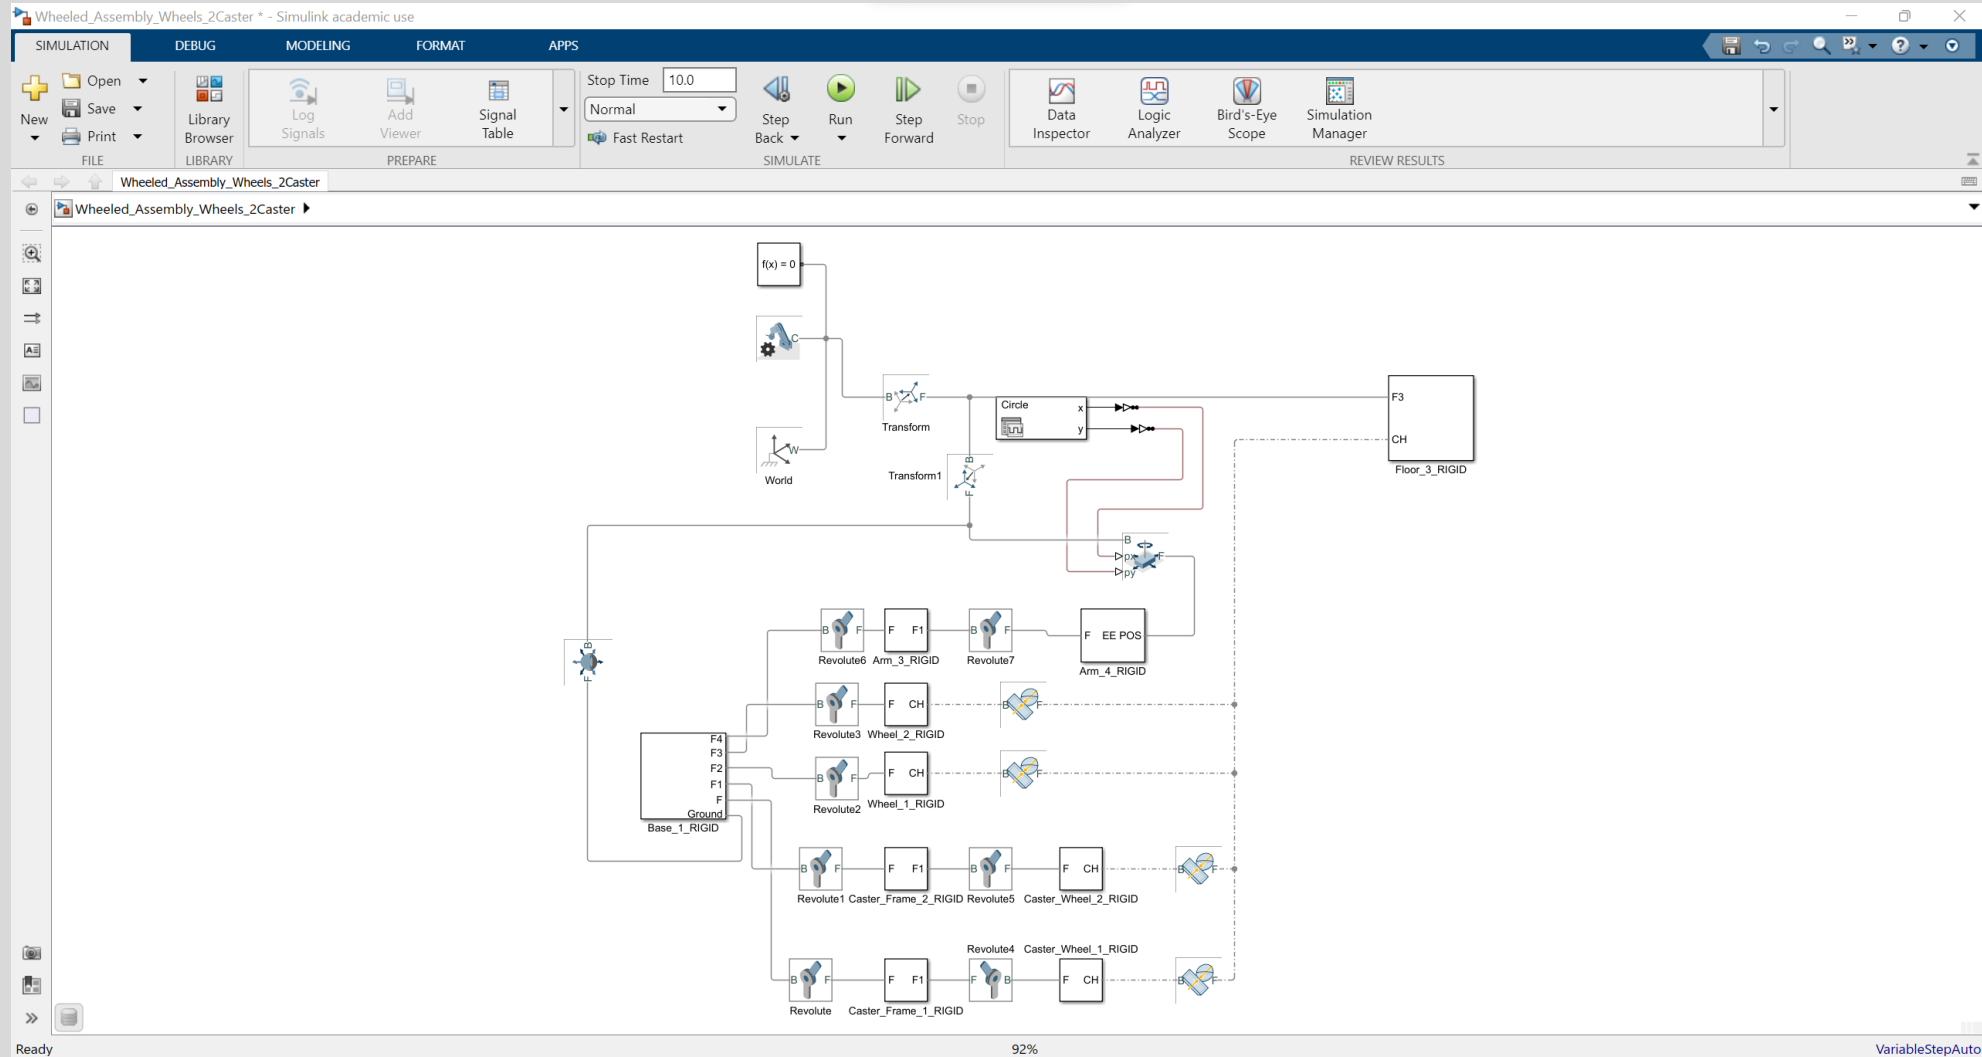 Wheeled_Assembly_Wheels_2Caster * - Simulink academic use
SIMULATION
DEBUG
MODELING
FORMAT
APPS
New
Open
Save
Print
FILE
Library
Browser
LIBRARY
Log
Signals
Add
Viewer
Signal
Table
PREPARE
Stop Time
10.0
Normal
Fast Restart
Step
Back
Run
Step
Forward
Stop
SIMULATE
Data
Inspector
Logic
Analyzer
Bird's-Eye
Scope
Simulation
Manager
REVIEW RESULTS
Wheeled_Assembly_Wheels_2Caster
Wheeled_Assembly_Wheels_2Caster
f(x) = 0
C
W
World
B
F
Transform
Circle
x
y
F3
CH
Floor_3_RIGID
B
F
Transform1
B
px
py
F
B
F
B
F
Revolute6
F
F1
Arm_3_RIGID
B
F
Revolute7
F
EE POS
Arm_4_RIGID
B
F
Revolute3
F
CH
Wheel_2_RIGID
B
F
F4
F3
F2
F1
F
Ground
Base_1_RIGID
B
F
Revolute2
F
CH
Wheel_1_RIGID
B
F
B
F
Revolute1
F
F1
Caster_Frame_2_RIGID
B
F
Revolute5
F
CH
Caster_Wheel_2_RIGID
B
F
B
F
Revolute
F
F1
Caster_Frame_1_RIGID
Revolute4
F
B
Caster_Wheel_1_RIGID
F
CH
B
F
Ready
92%
VariableStepAuto